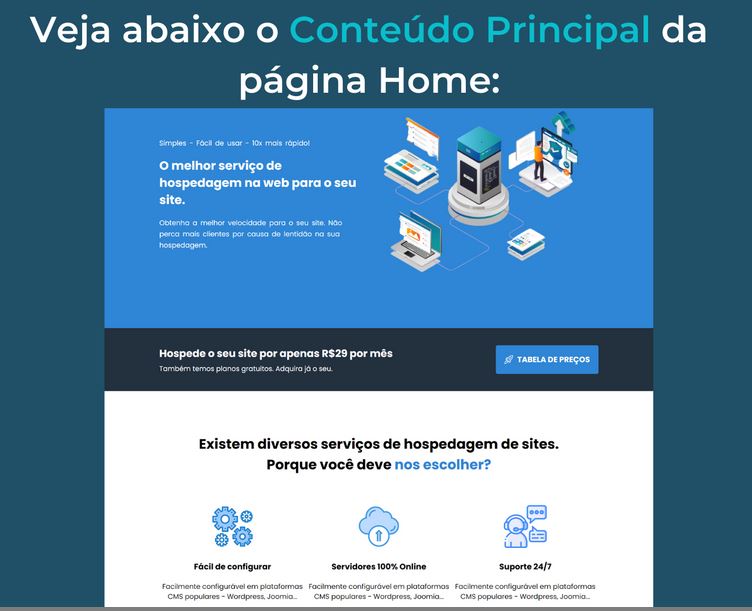 Veja abaixo o Conteúdo Principal da
página Home:
Simples - Fácil de usar - 10x mais rápido!
O melhor serviço de
hospedagem na web para o seu
site.
Obtenha a melhor velocidade para o seu site. Não
perca mais clientes por causa de lentidão na sua
hospedagem.
Hospede o seu site por apenas R$29 por mês
Também temos planos gratuitos. Adquira já o seu.
TABELA DE PREÇOS
Existem diversos serviços de hospedagem de sites.
Porque você deve nos escolher?
Fácil de configurar
Facilmente configurável em plataformas
CMS populares - Wordpress, Joomia...
Servidores 100% Online
Facilmente configurável em plataformas
CMS populares - Wordpress, Joomia...
Suporte 24/7
Facilmente configurável em plataformas
CMS populares - Wordpress, Joomia...